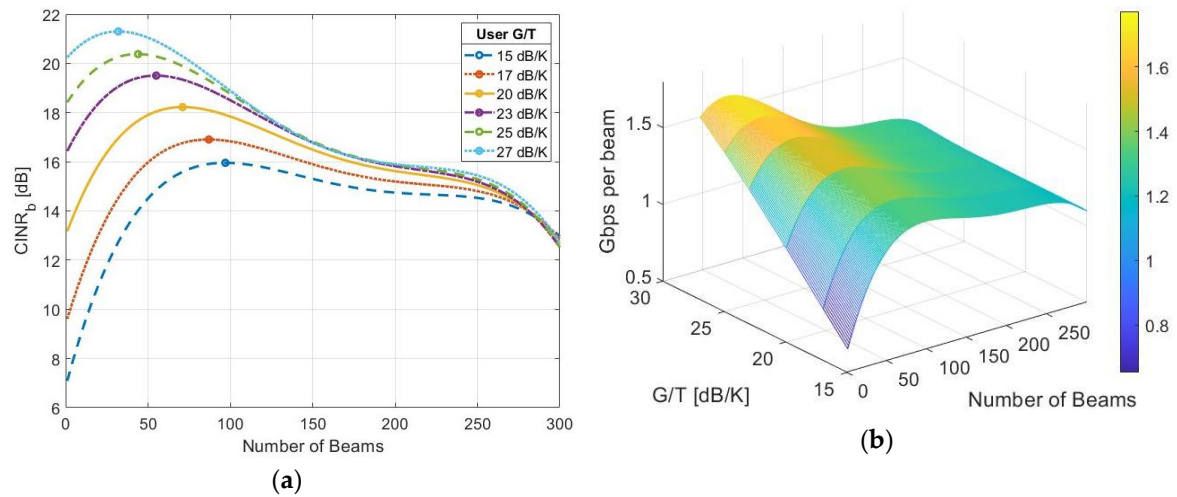 22
20
18
16
14
12
10
8
6
CINR_b [dB]
0 50 100 150 200 250 300
Number of Beams
User G/T
15 dB/K
17 dB/K
20 dB/K
23 dB/K
25 dB/K
27 dB/K
(a)
1.5
1
0.5
Gbps per beam
30
25
20
15
G/T [dB/K]
0
50
100
150
200
250
Number of Beams
1.6
1.4
1.2
1
0.8
(b)